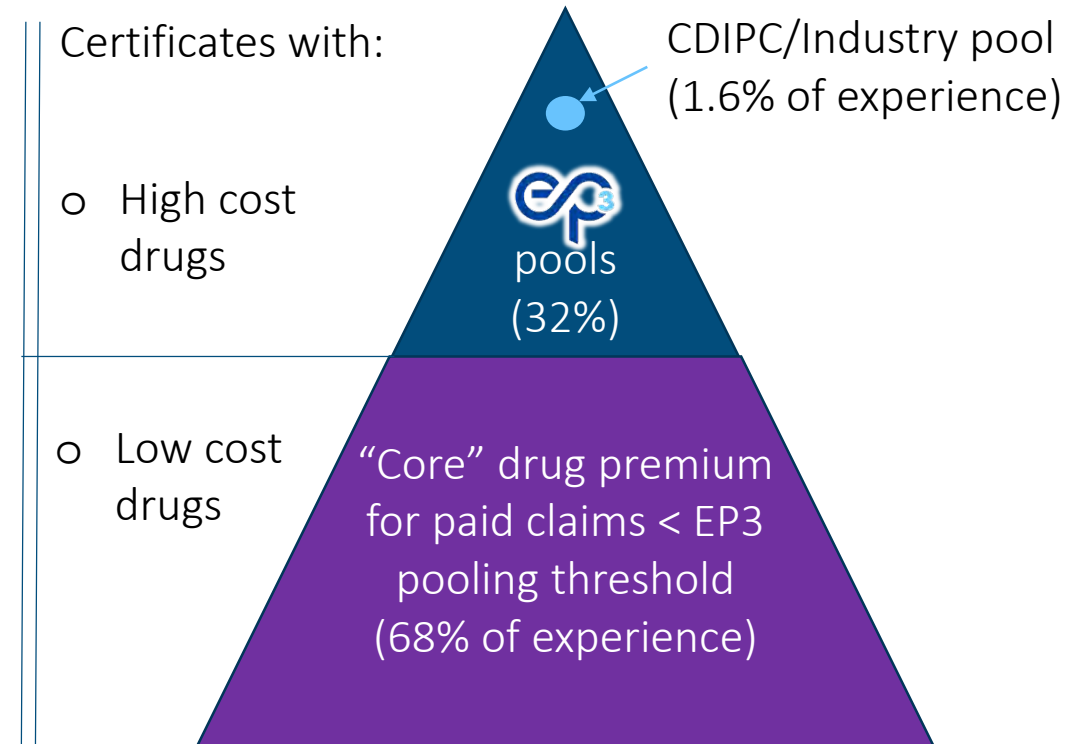 Certificates with:
CDIPC/Industry pool
(1.6% of experience)
o High cost
drugs
ep3
pools
(32%)
o Low cost
drugs
“Core” drug premium
for paid claims < EP3
pooling threshold
(68% of experience)